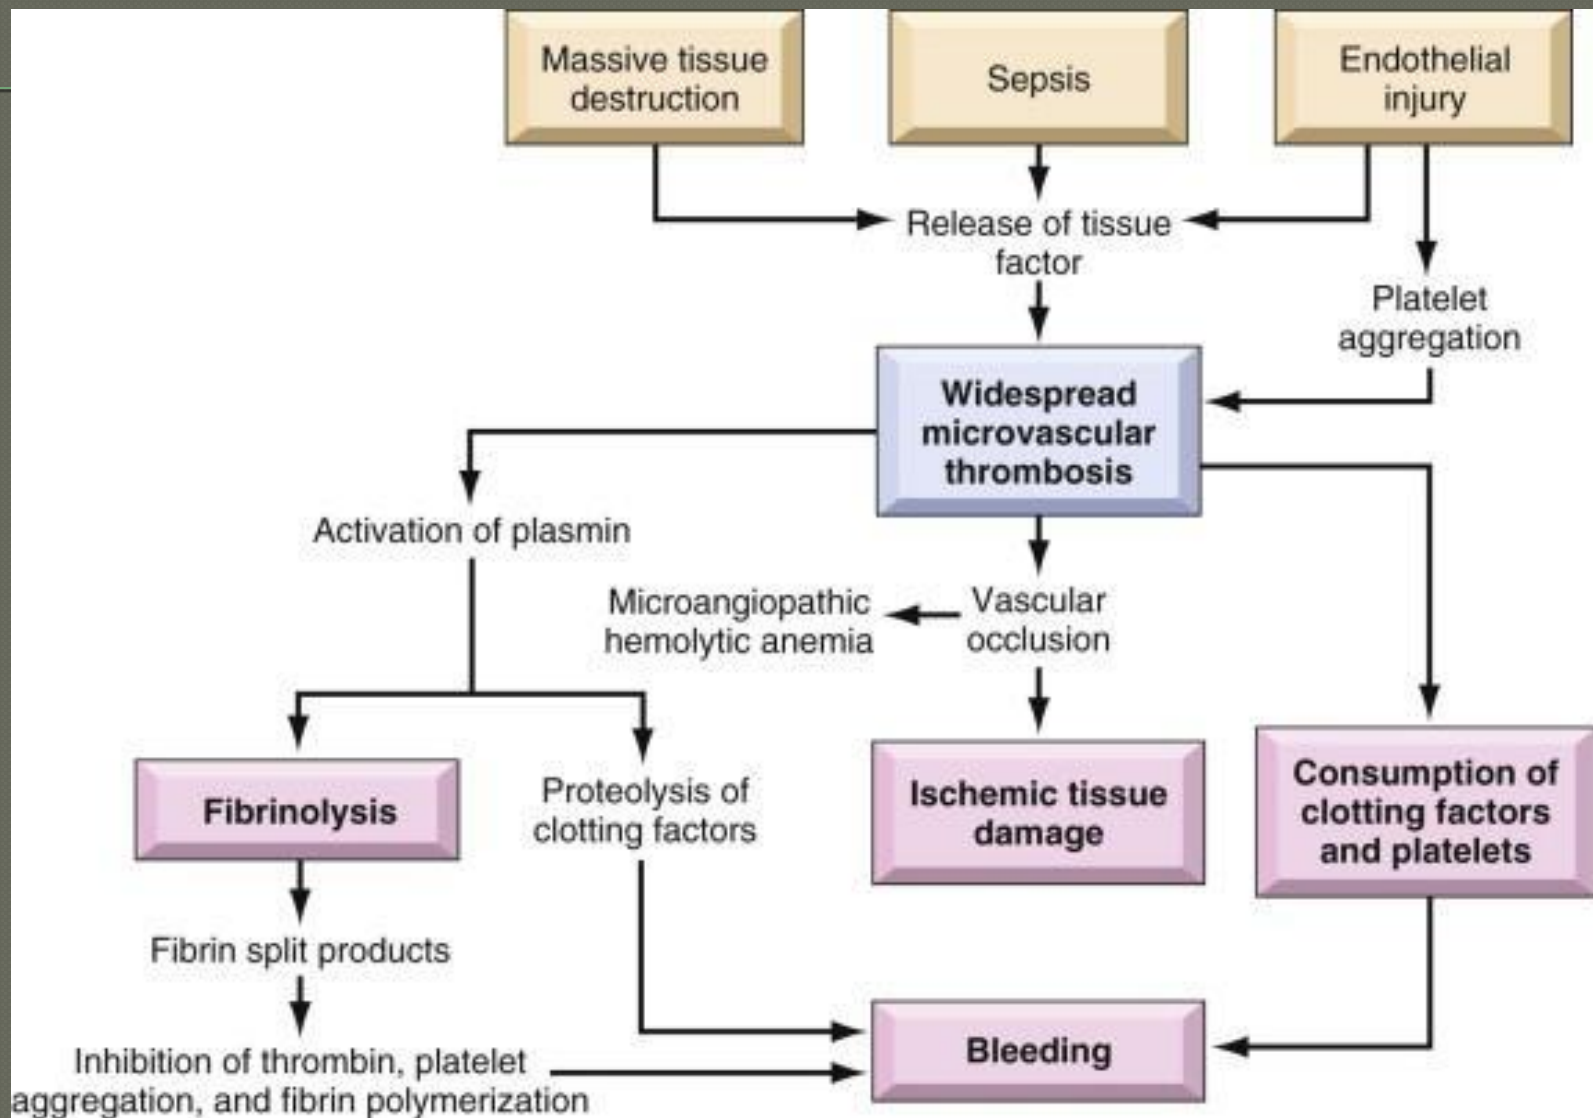 Massive tissue
destruction
Sepsis
Endothelial
injury
Release of tissue
factor
Platelet
aggregation
Widespread
microvascular
thrombosis
Activation of plasmin
Microangiopathic
hemolytic anemia
Vascular
occlusion
Fibrinolysis
Proteolysis of
clotting factors
Ischemic tissue
damage
Consumption of
clotting factors
and platelets
Fibrin split products
Inhibition of thrombin, platelet
aggregation, and fibrin polymerization
Bleeding